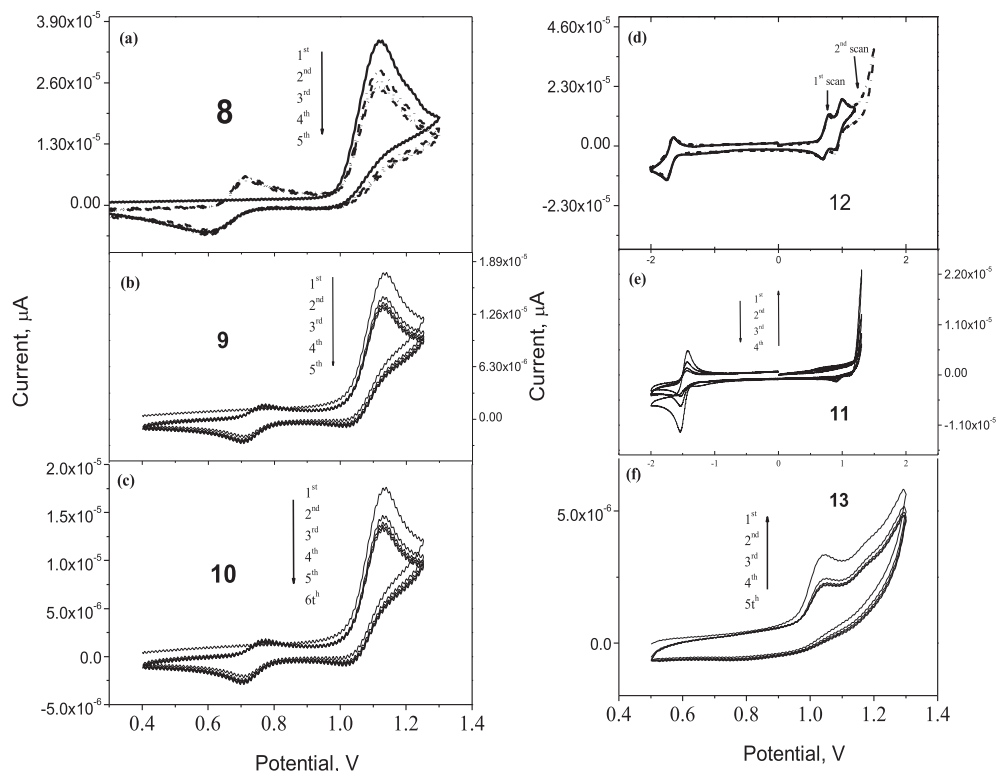 (a)
3.90x10-5
2.60x10-5
1.30x10-5
0.00
8
1st
2nd
3rd
4th
5th
(b)
9
1st
2nd
3rd
4th
5th
1.89x10-5
1.26x10-5
6.30x10-6
0.00
Current, µA
(c)
2.0x10-5
1.5x10-5
1.0x10-5
5.0x10-6
0.0
-5.0x10-6
10
1st
2nd
3rd
4th
5th
6th
0.4 0.6 0.8 1.0 1.2 1.4
Potential, V
(d)
4.60x10-5
2.30x10-5
0.00
-2.30x10-5
2nd scan
1st scan
12
-2 0 2
(e)
1st
2nd
3rd
4th
11
2.20x10-5
1.10x10-5
0.00
-1.10x10-5
-2 -1 0 1 2
Current, µA
(f)
5.0x10-6
0.0
13
1st
2nd
3rd
4th
5th
0.4 0.6 0.8 1.0 1.2 1.4
Potential, V